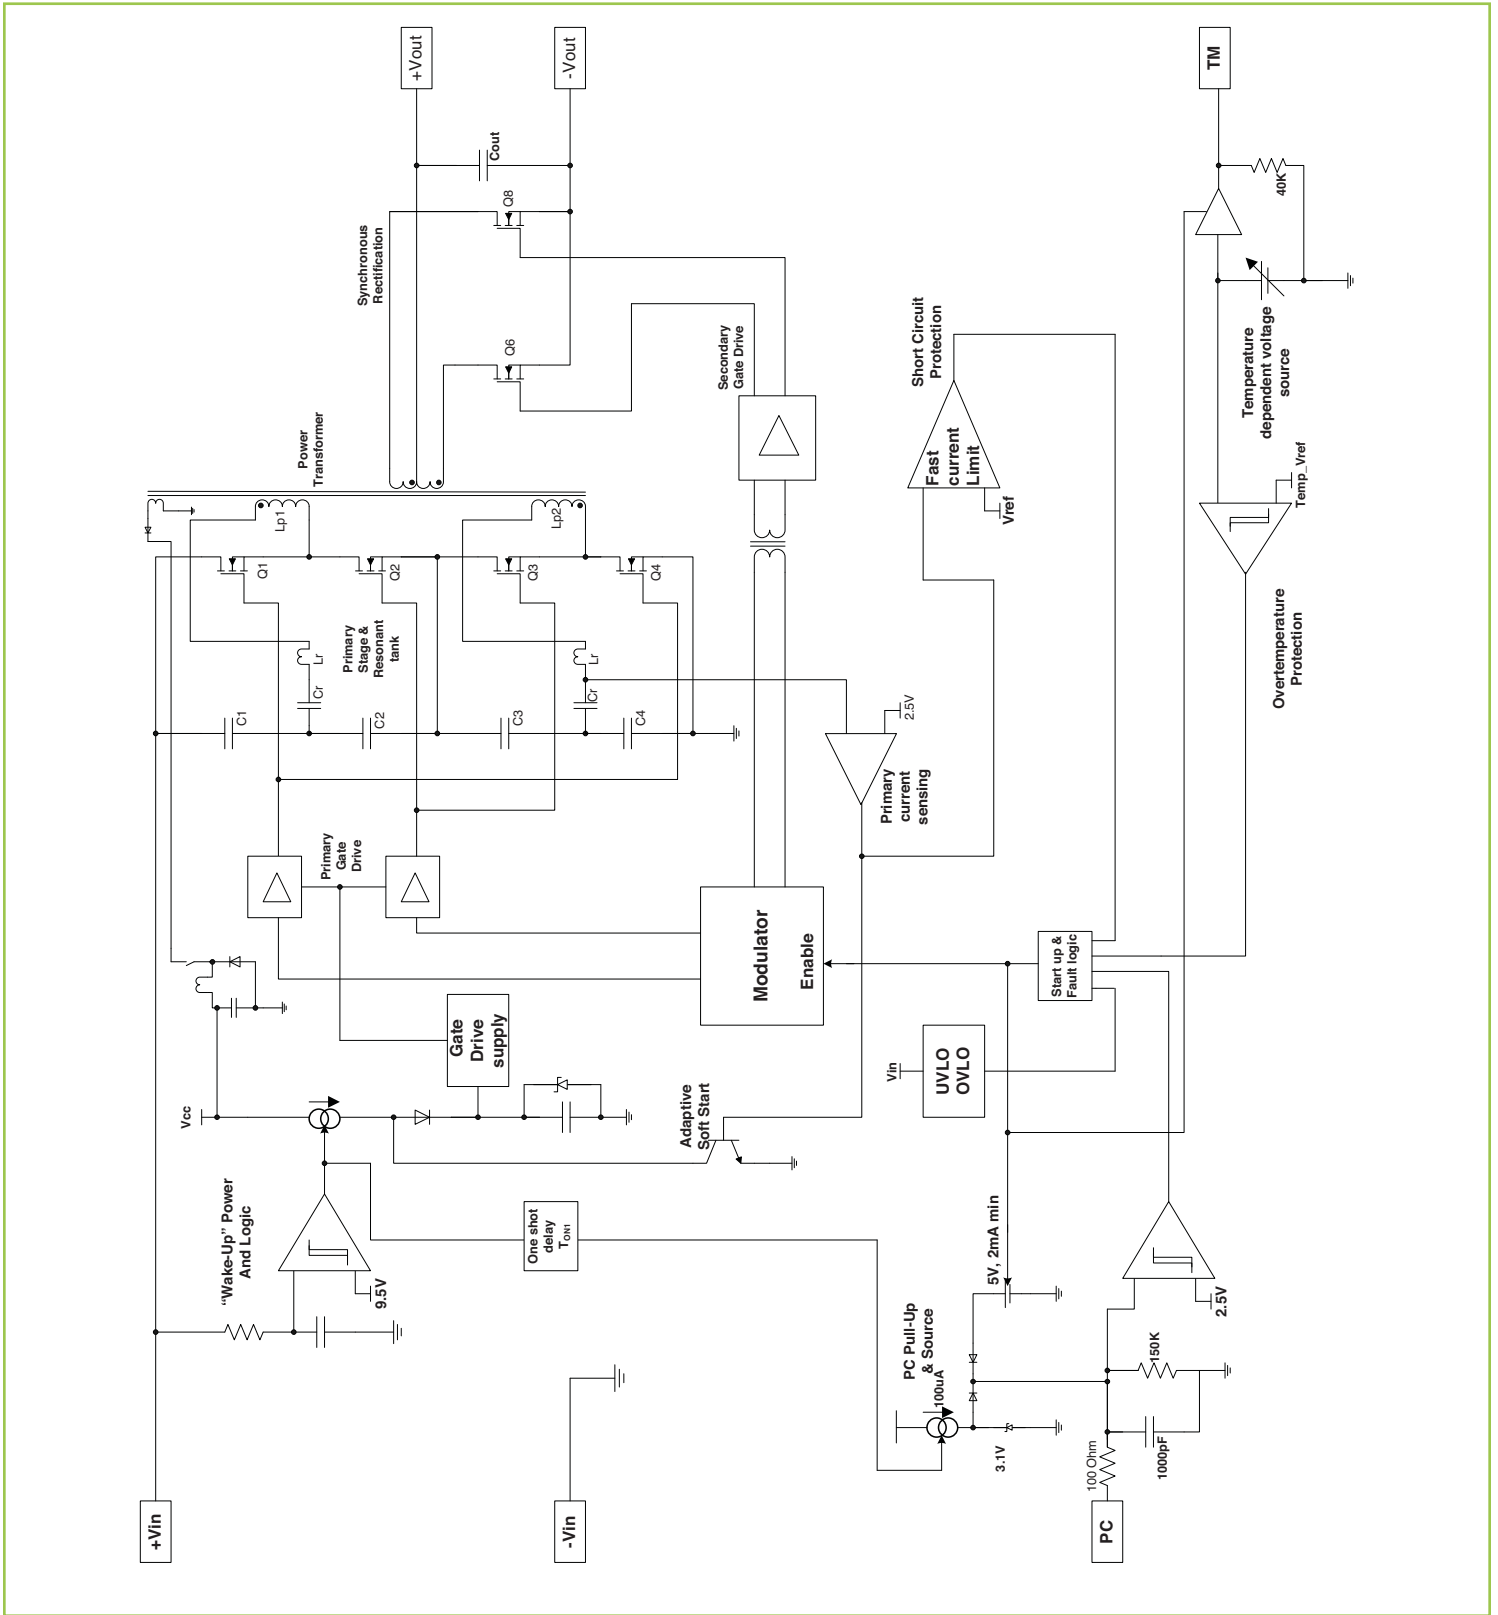 +Vin
-Vin
PC
+Vout
-Vout
TM
"Wake-Up" Power
And Logic
9.5V
Vcc
One shot
delay
TON1
Gate
Drive
supply
Adaptive
Soft Start
Primary
Gate
Drive
C1
C2
C3
C4
Cr
Lr
Cr
Lr
Primary
Stage &
Resonant
tank
Q1
Q2
Q3
Q4
Lp1
Lp2
Power
Transformer
Synchronous
Rectification
Q6
Q8
Cout
Secondary
Gate Drive
Modulator
Enable
Primary
current
sensing
2.5V
Short Circuit
Protection
Fast
current
Limit
Vref
Start up &
Fault logic
Vin
UVLO
OVLO
PC Pull-Up
& Source
100uA
3.1V
5V, 2mA min
100 Ohm
1000pF
150K
2.5V
Overtemperature
Protection
Temp_Vref
Temperature
dependent voltage
source
40K